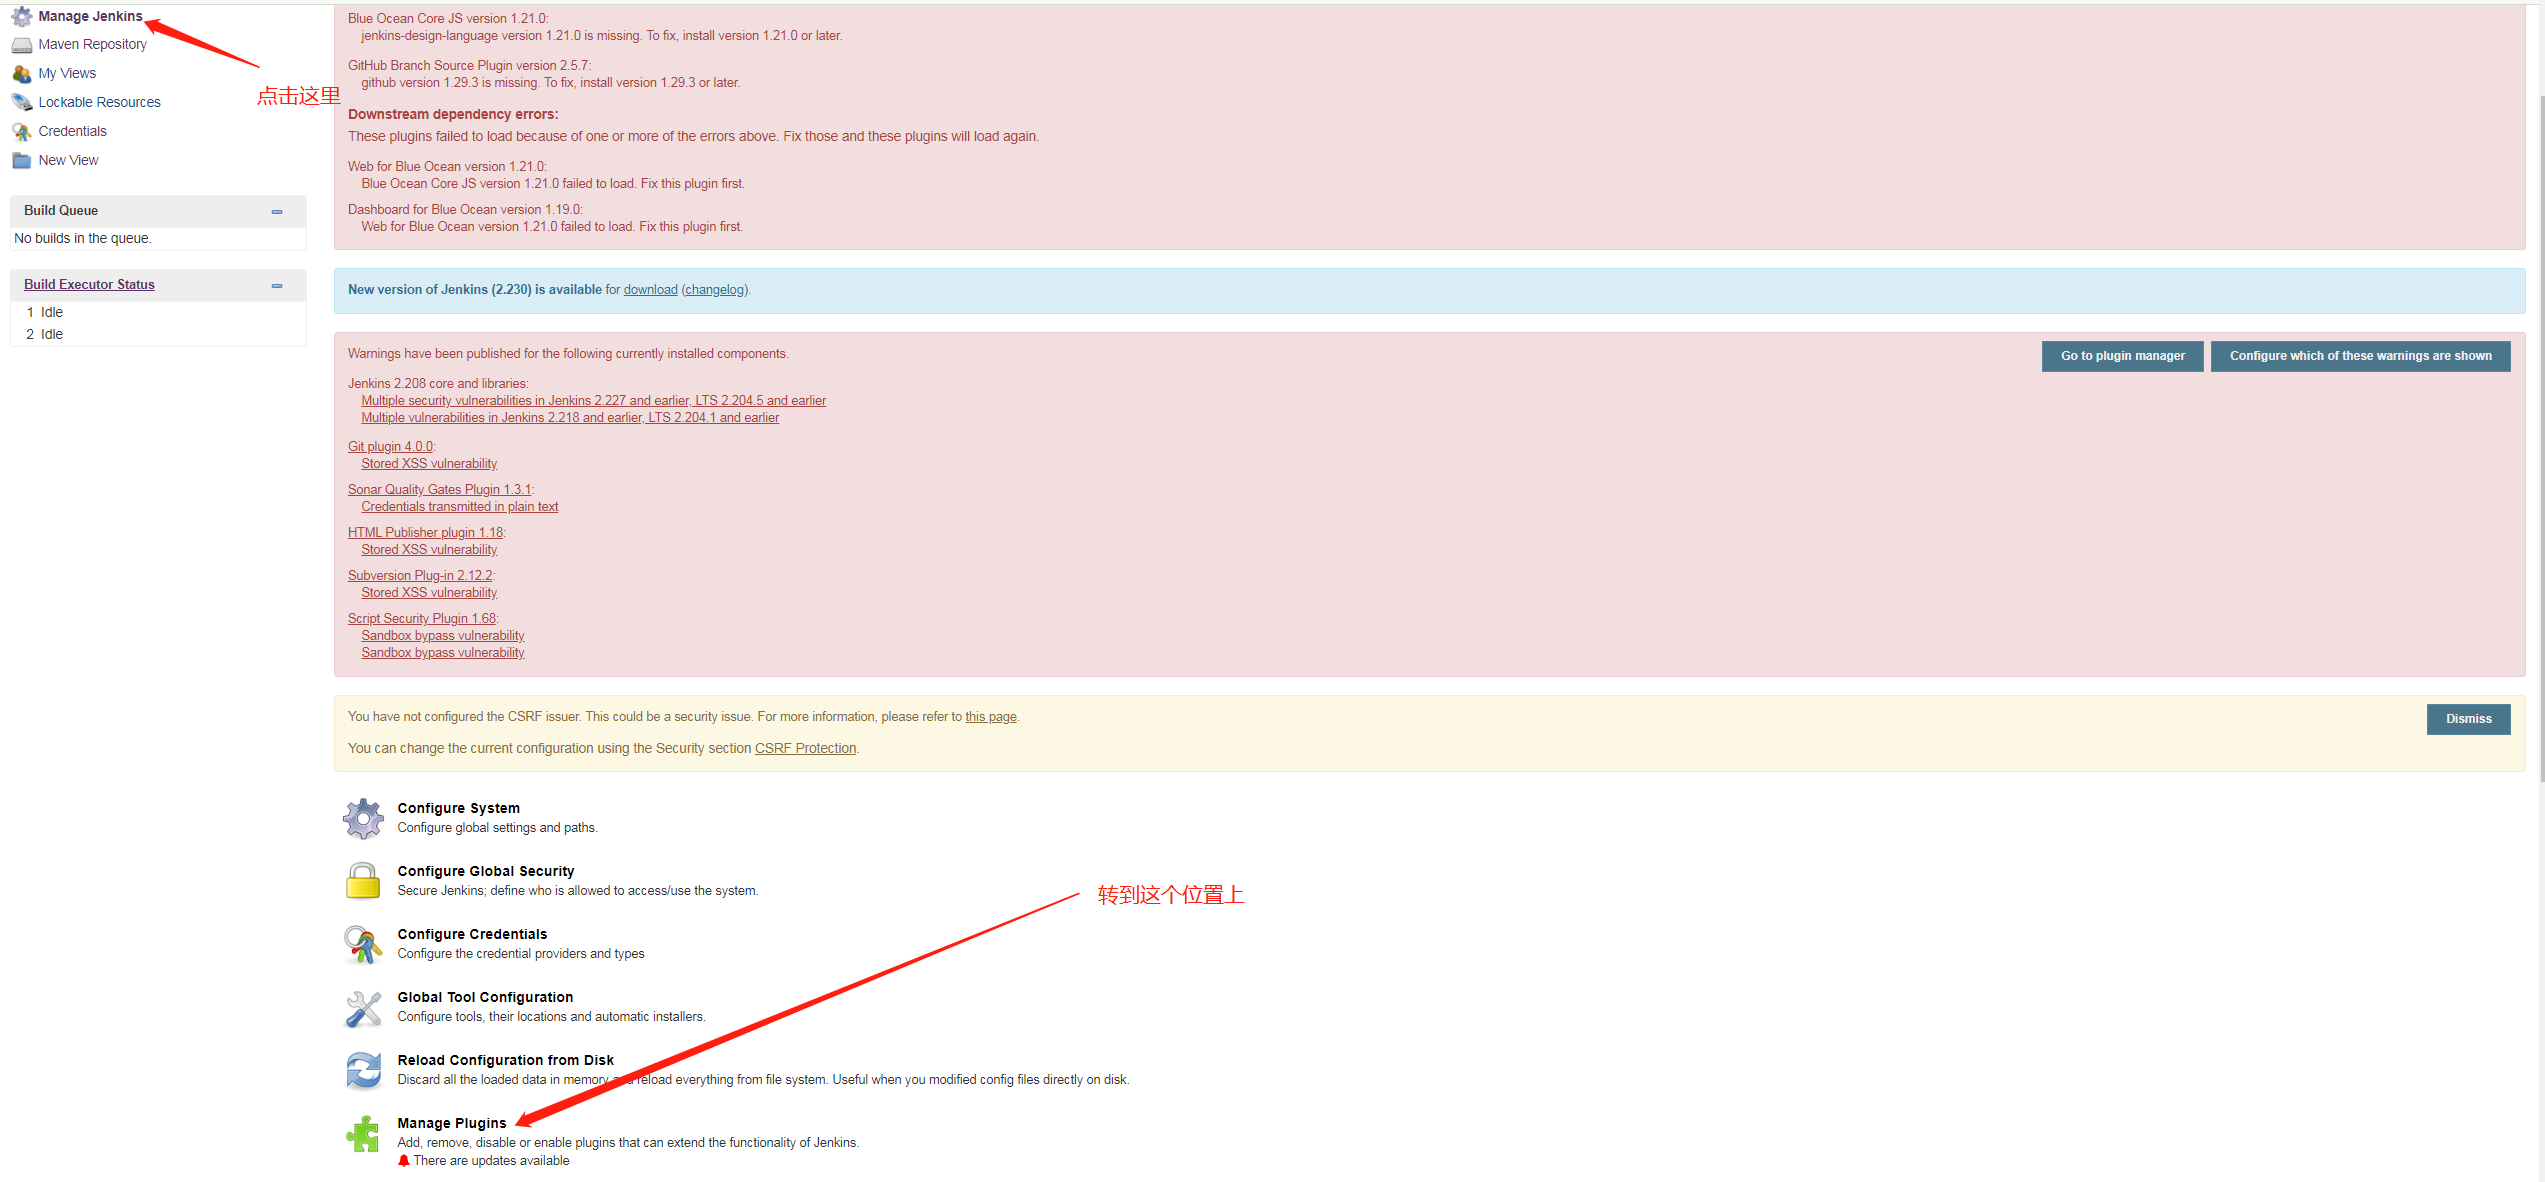 Manage Jenkins
Maven Repository
My Views
点击这里
Lockable Resources
Credentials
New View
Build Queue
No builds in the queue.
Build Executor Status
1 Idle
2 Idle
Blue Ocean Core JS version 1.21.0:
jenkins-design-language version 1.21.0 is missing. To fix, install version 1.21.0 or later.
GitHub Branch Source Plugin version 2.5.7:
github version 1.29.3 is missing. To fix, install version 1.29.3 or later.
Downstream dependency errors:
These plugins failed to load because of one or more of the errors above. Fix those and these plugins will load again.
Web for Blue Ocean version 1.21.0:
Blue Ocean Core JS version 1.21.0 failed to load. Fix this plugin first.
Dashboard for Blue Ocean version 1.19.0:
Web for Blue Ocean version 1.21.0 failed to load. Fix this plugin first.
New version of Jenkins (2.230) is available for download (changelog).
Warnings have been published for the following currently installed components.
Go to plugin manager
Configure which of these warnings are shown
Jenkins 2.208 core and libraries:
Multiple security vulnerabilities in Jenkins 2.227 and earlier, LTS 2.204.5 and earlier
Multiple vulnerabilities in Jenkins 2.218 and earlier, LTS 2.204.1 and earlier
Git plugin 4.0.0:
Stored XSS vulnerability
Sonar Quality Gates Plugin 1.3.1:
Credentials transmitted in plain text
HTML Publisher plugin 1.18:
Stored XSS vulnerability
Subversion Plug-in 2.12.2:
Stored XSS vulnerability
Script Security Plugin 1.68:
Sandbox bypass vulnerability
Sandbox bypass vulnerability
You have not configured the CSRF issuer. This could be a security issue. For more information, please refer to this page.
Dismiss
You can change the current configuration using the Security section CSRF Protection.
Configure System
Configure global settings and paths.
Configure Global Security
Secure Jenkins; define who is allowed to access/use the system.
转到这个位置上
Configure Credentials
Configure the credential providers and types
Global Tool Configuration
Configure tools, their locations and automatic installers.
Reload Configuration from Disk
Discard all the loaded data in memory and reload everything from file system. Useful when you modified config files directly on disk.
Manage Plugins
Add, remove, disable or enable plugins that can extend the functionality of Jenkins.
There are updates available